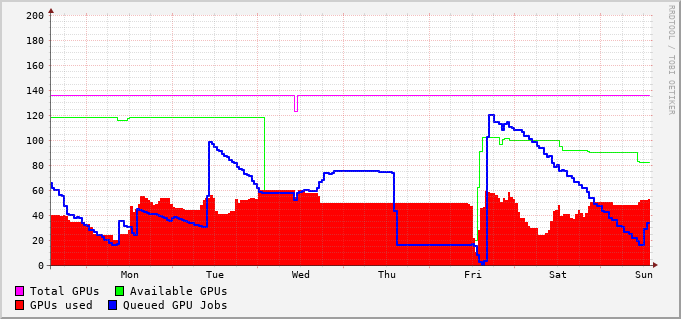 200
180
160
140
120
100
80
60
40
20
0
Mon Tue Wed Thu Fri Sat Sun
Total GPUs Available GPUs
GPUs used Queued GPU Jobs
RRDTOOL / TOBI OETIKER